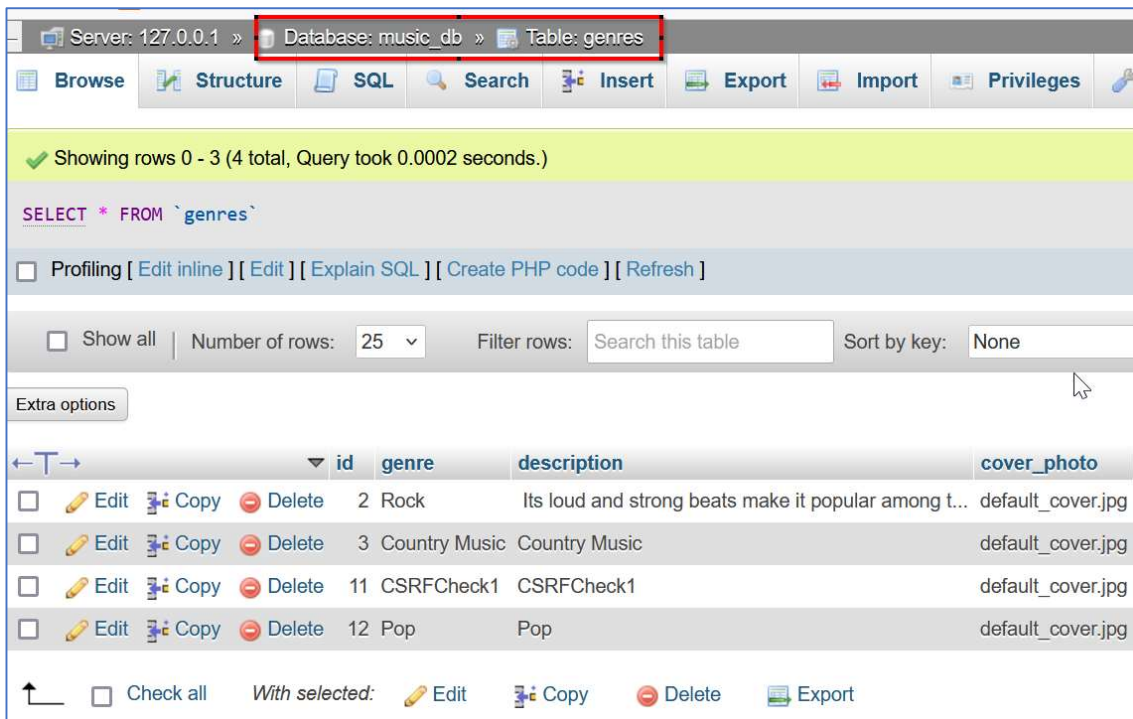 Server: 127.0.0.1 » Database: music_db » Table: genres
Browse Structure SQL Search Insert Export Import Privileges
Showing rows 0 - 3 (4 total, Query took 0.0002 seconds.)
SELECT * FROM `genres`
Profiling [ Edit inline ] [ Edit ] [ Explain SQL ] [ Create PHP code ] [ Refresh ]
Show all | Number of rows: 25 Filter rows: Search this table Sort by key: None
Extra options
←T→ id genre description cover_photo
Edit Copy Delete 2 Rock Its loud and strong beats make it popular among t... default_cover.jpg
Edit Copy Delete 3 Country Music Country Music default_cover.jpg
Edit Copy Delete 11 CSRFCheck1 CSRFCheck1 default_cover.jpg
Edit Copy Delete 12 Pop Pop default_cover.jpg
Check all With selected: Edit Copy Delete Export